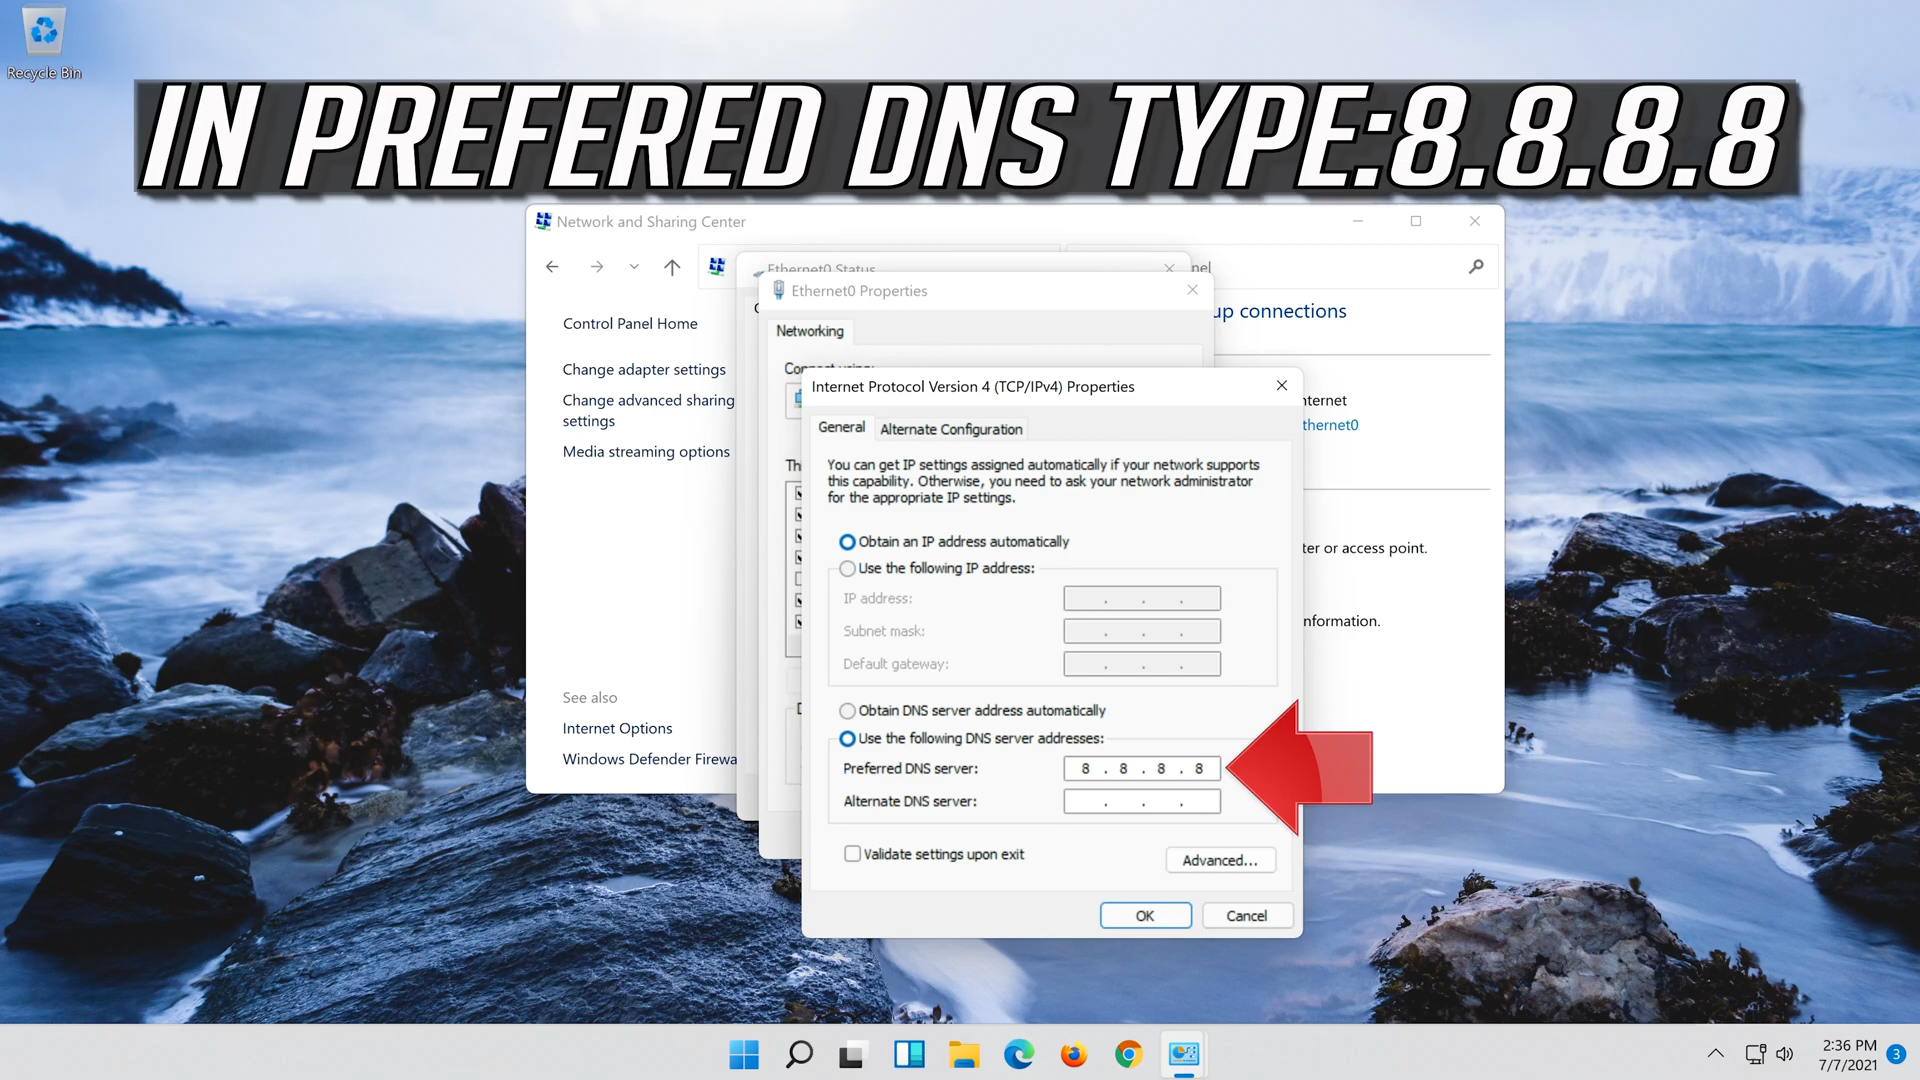 Recycle Bin
IN PREFERED DNS TYPE:8.8.8.8
Network and Sharing Center
Ethernet0 Status
nel
Ethernet0 Properties
Control Panel Home
up connections
Networking
Change adapter settings
Connect using:
Internet Protocol Version 4 (TCP/IPv4) Properties
Change advanced sharing
settings
nternet
thernet0
General
Alternate Configuration
Media streaming options
Th
You can get IP settings assigned automatically if your network supports
this capability. Otherwise, you need to ask your network administrator
for the appropriate IP settings.
Obtain an IP address automatically
ter or access point.
Use the following IP address:
IP address:
. . .
Subnet mask:
. . .
nformation.
Default gateway:
. . .
See also
Obtain DNS server address automatically
Internet Options
Use the following DNS server addresses:
Windows Defender Firewa
Preferred DNS server:
8 . 8 . 8 . 8
Alternate DNS server:
. . .
Validate settings upon exit
Advanced...
OK
Cancel
2:36 PM
7/7/2021
3